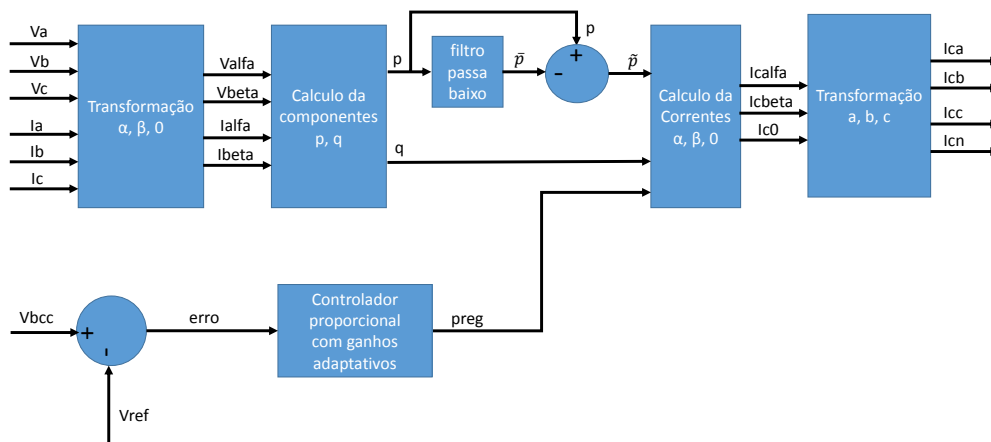 Va
Vb
Vc
Ia
Ib
Ic
Transformação
α, β, 0
Valfa
Vbeta
Ialfa
Ibeta
Calculo da
componentes
p, q
p
q
filtro
passa
baixo
p̄
p
+
-
p̃
Calculo da
Correntes
α, β, 0
Icalfa
Icbeta
Ic0
Transformação
a, b, c
Ica
Icb
Icc
Icn
Vbcc
+
-
Vref
erro
Controlador
proporcional
com ganhos
adaptativos
preg